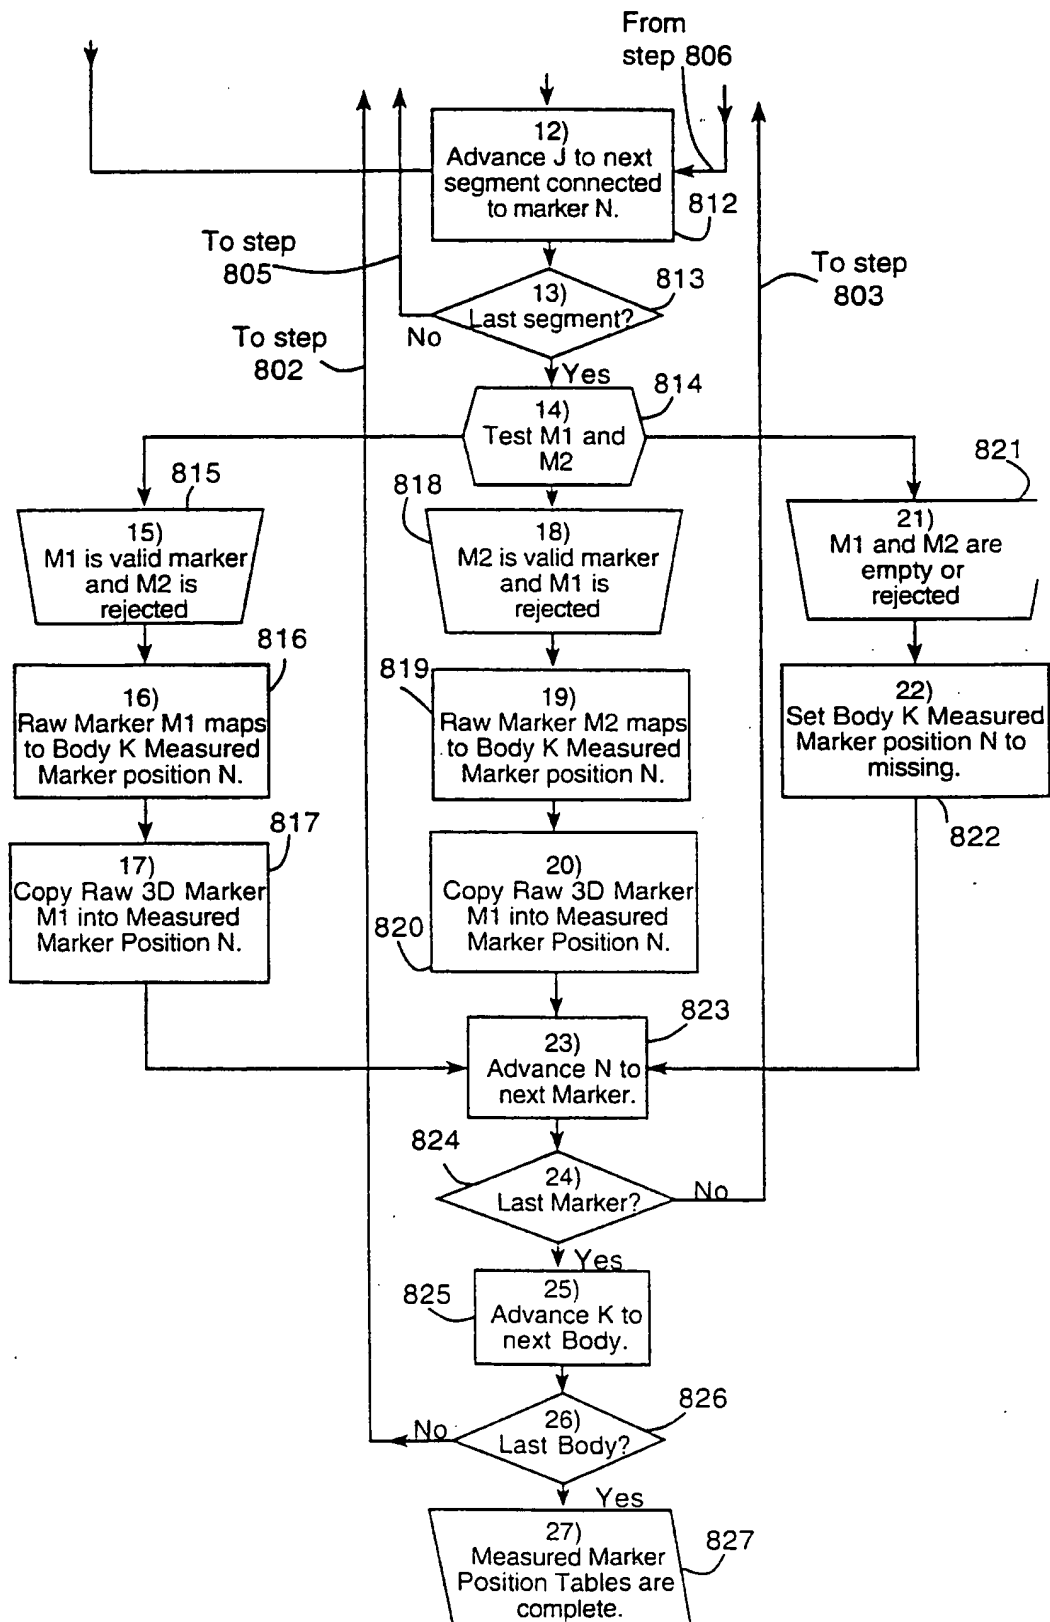 From
step 806
12)
Advance J to next
segment connected
to marker N.
812
To step
805
13)
Last segment?
813
No
To step
803
To step
802
Yes
14)
Test M1 and
M2
814
815
15)
M1 is valid marker
and M2 is
rejected
818
18)
M2 is valid marker
and M1 is
rejected
821
21)
M1 and M2 are
empty or
rejected
816
16)
Raw Marker M1 maps
to Body K Measured
Marker position N.
819
19)
Raw Marker M2 maps
to Body K Measured
Marker position N.
22)
Set Body K Measured
Marker position N to
missing.
822
817
17)
Copy Raw 3D Marker
M1 into Measured
Marker Position N.
20)
Copy Raw 3D Marker
M1 into Measured
Marker Position N.
820
823
23)
Advance N to
next Marker.
824
24)
Last Marker?
No
Yes
825
25)
Advance K to
next Body.
826
26)
Last Body?
No
Yes
27)
Measured Marker
Position Tables are
complete.
827